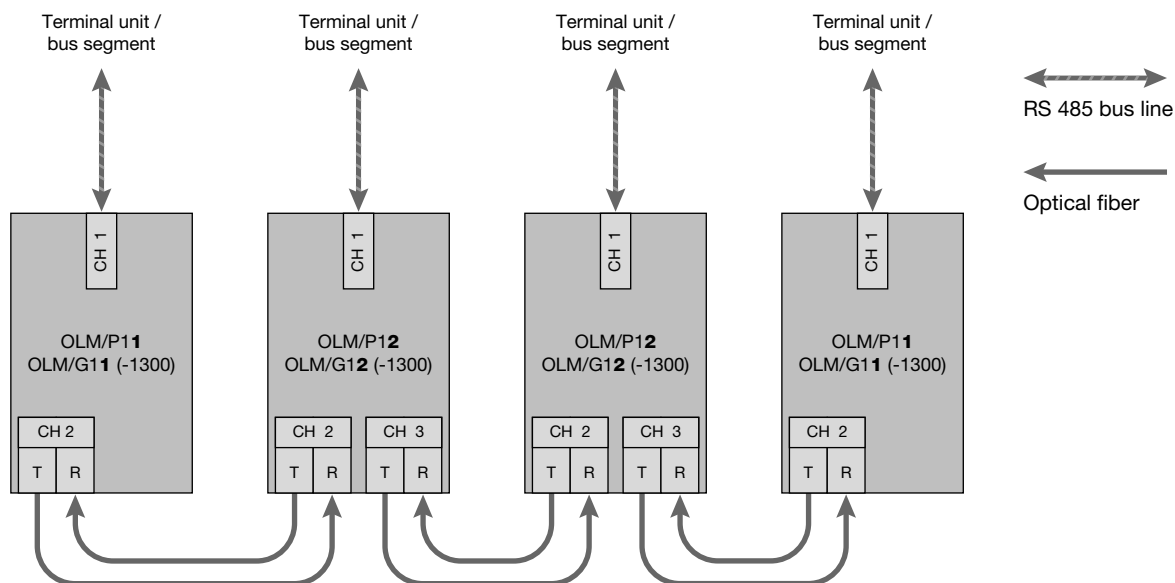 Terminal unit /
bus segment
Terminal unit /
bus segment
Terminal unit /
bus segment
Terminal unit /
bus segment
RS 485 bus line
Optical fiber
CH 1
CH 1
CH 1
CH 1
OLM/P11
OLM/G11 (-1300)
OLM/P12
OLM/G12 (-1300)
OLM/P12
OLM/G12 (-1300)
OLM/P11
OLM/G11 (-1300)
CH 2
T R
CH 2 CH 3
T R T R
CH 2 CH 3
T R T R
CH 2
T R